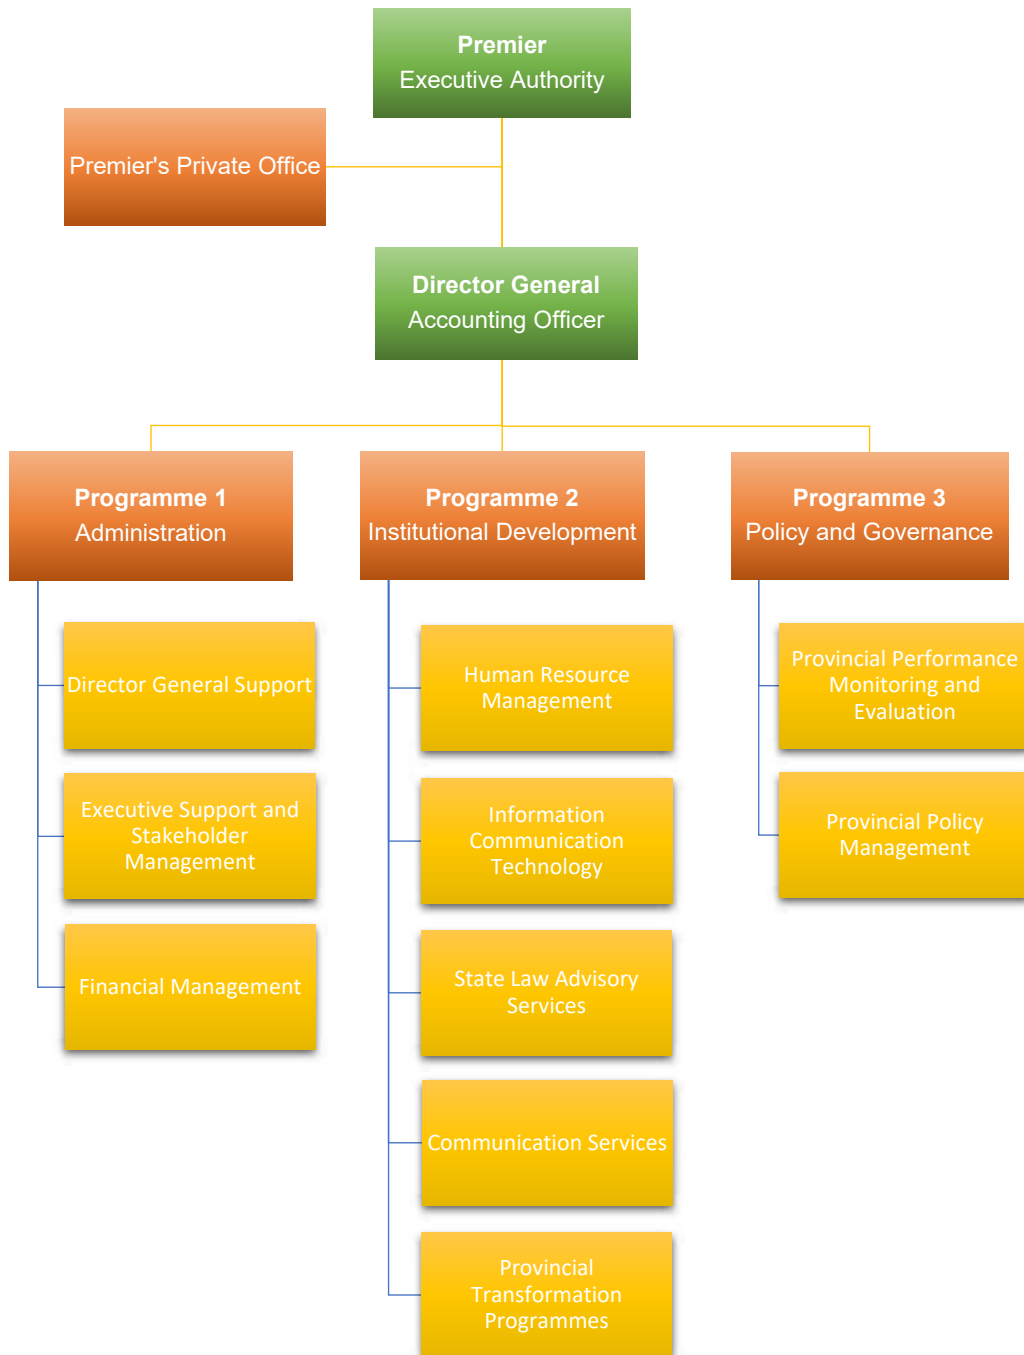 Premier
Executive Authority
Premier's Private Office
Director General
Accounting Officer
Programme 1
Administration
Director General Support
Executive Support and
Stakeholder
Management
Financial Management
Programme 2
Institutional Development
Human Resource
Management
Information
Communication
Technology
State Law Advisory
Services
Communication Services
Provincial
Transformation
Programmes
Programme 3
Policy and Governance
Provincial Performance
Monitoring and
Evaluation
Provincial Policy
Management